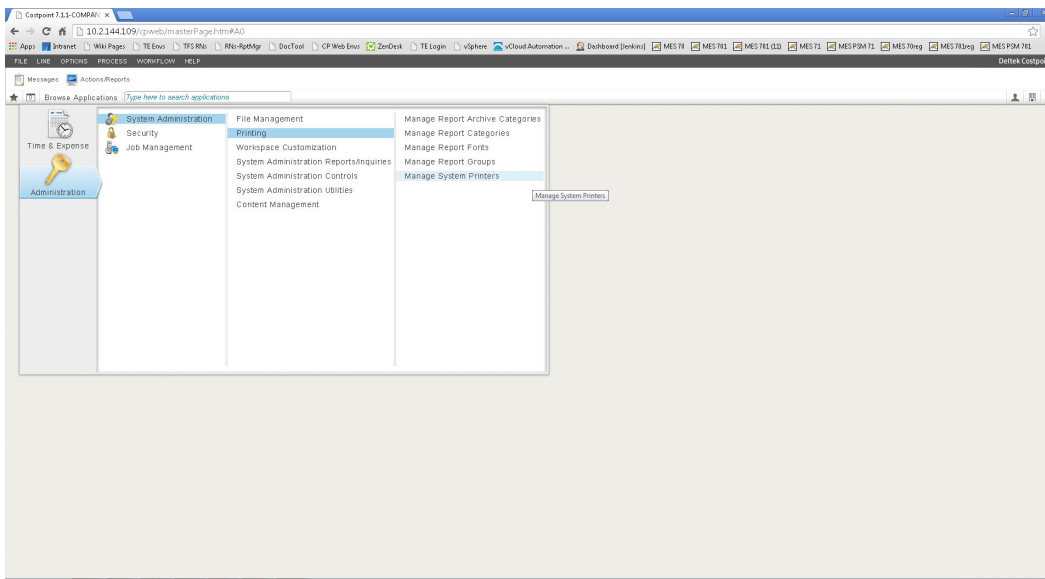 Costpoint 7.1.1-COMPAN
10.2.144.109/cpweb/masterPage.htm#A0
Apps Intranet Wiki Pages TE Envs TFS RNs RNs-RptMgr DocTool CP Web Envs ZenDesk TE Login vSphere vCloud Automation ... Dashboard [Jenkins] MES 70 MES 701 MES 701 (11) MES 71 MES PSM 71 MES 70reg MES 701reg MES PSM 701
FILE LINE OPTIONS PROCESS WORKFLOW HELP Deltek Costpoi
Messages Actions/Reports
Browse Applications Type here to search applications
Time & Expense
Administration
System Administration
Security
Job Management
File Management
Printing
Workspace Customization
System Administration Reports/Inquiries
System Administration Controls
System Administration Utilities
Content Management
Manage Report Archive Categories
Manage Report Categories
Manage Report Fonts
Manage Report Groups
Manage System Printers
Manage System Printers